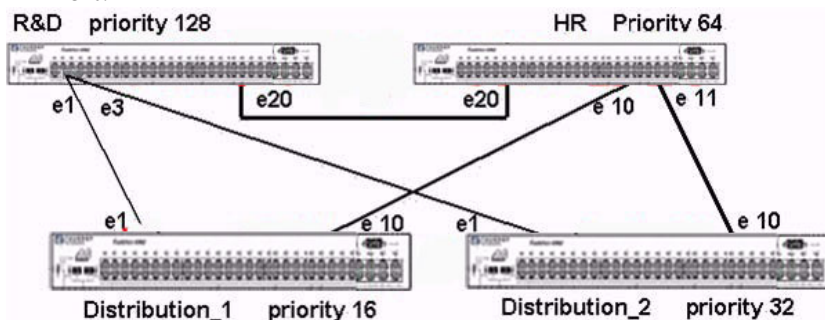 R&D priority 128
HR Priority 64
e1 e3 e20
e20 e 10 e 11
e1 e 10
e1 e 10
Distribution_1 priority 16
Distribution_2 priority 32